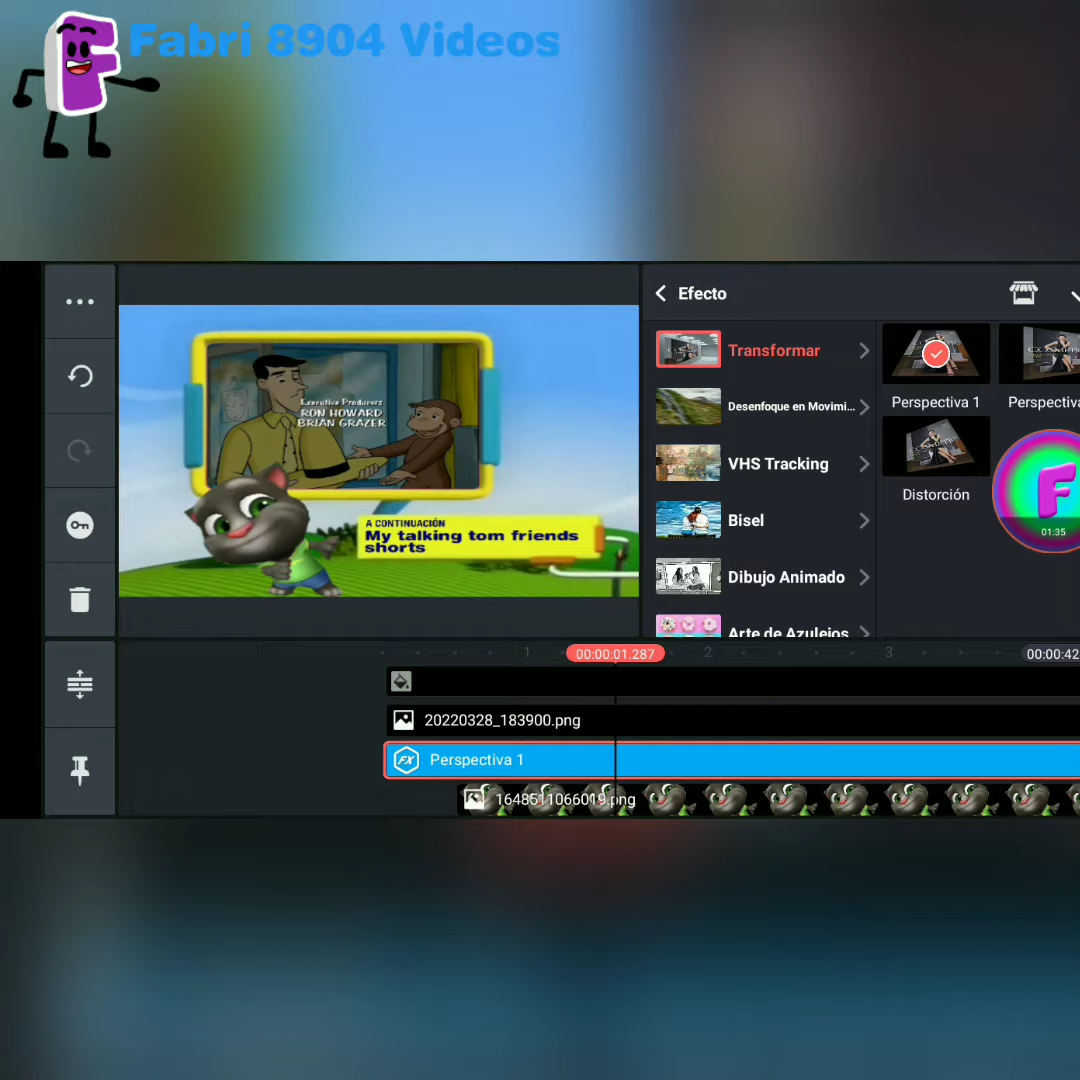 Fabri 8904 Videos
Efecto
Transformar
Desenfoque en Movimi...
VHS Tracking
Bisel
Dibujo Animado
Arte de Azulejos
Perspectiva 1
Perspectiva
Distorción
F
01:35
Executive Producers
RON HOWARD
BRIAN GRAZER
A CONTINUACIÓN
My talking tom friends
shorts
1
00:00:01.287
2
3
00:00:42
20220328_183900.png
FX Perspectiva 1
1648511066019.png